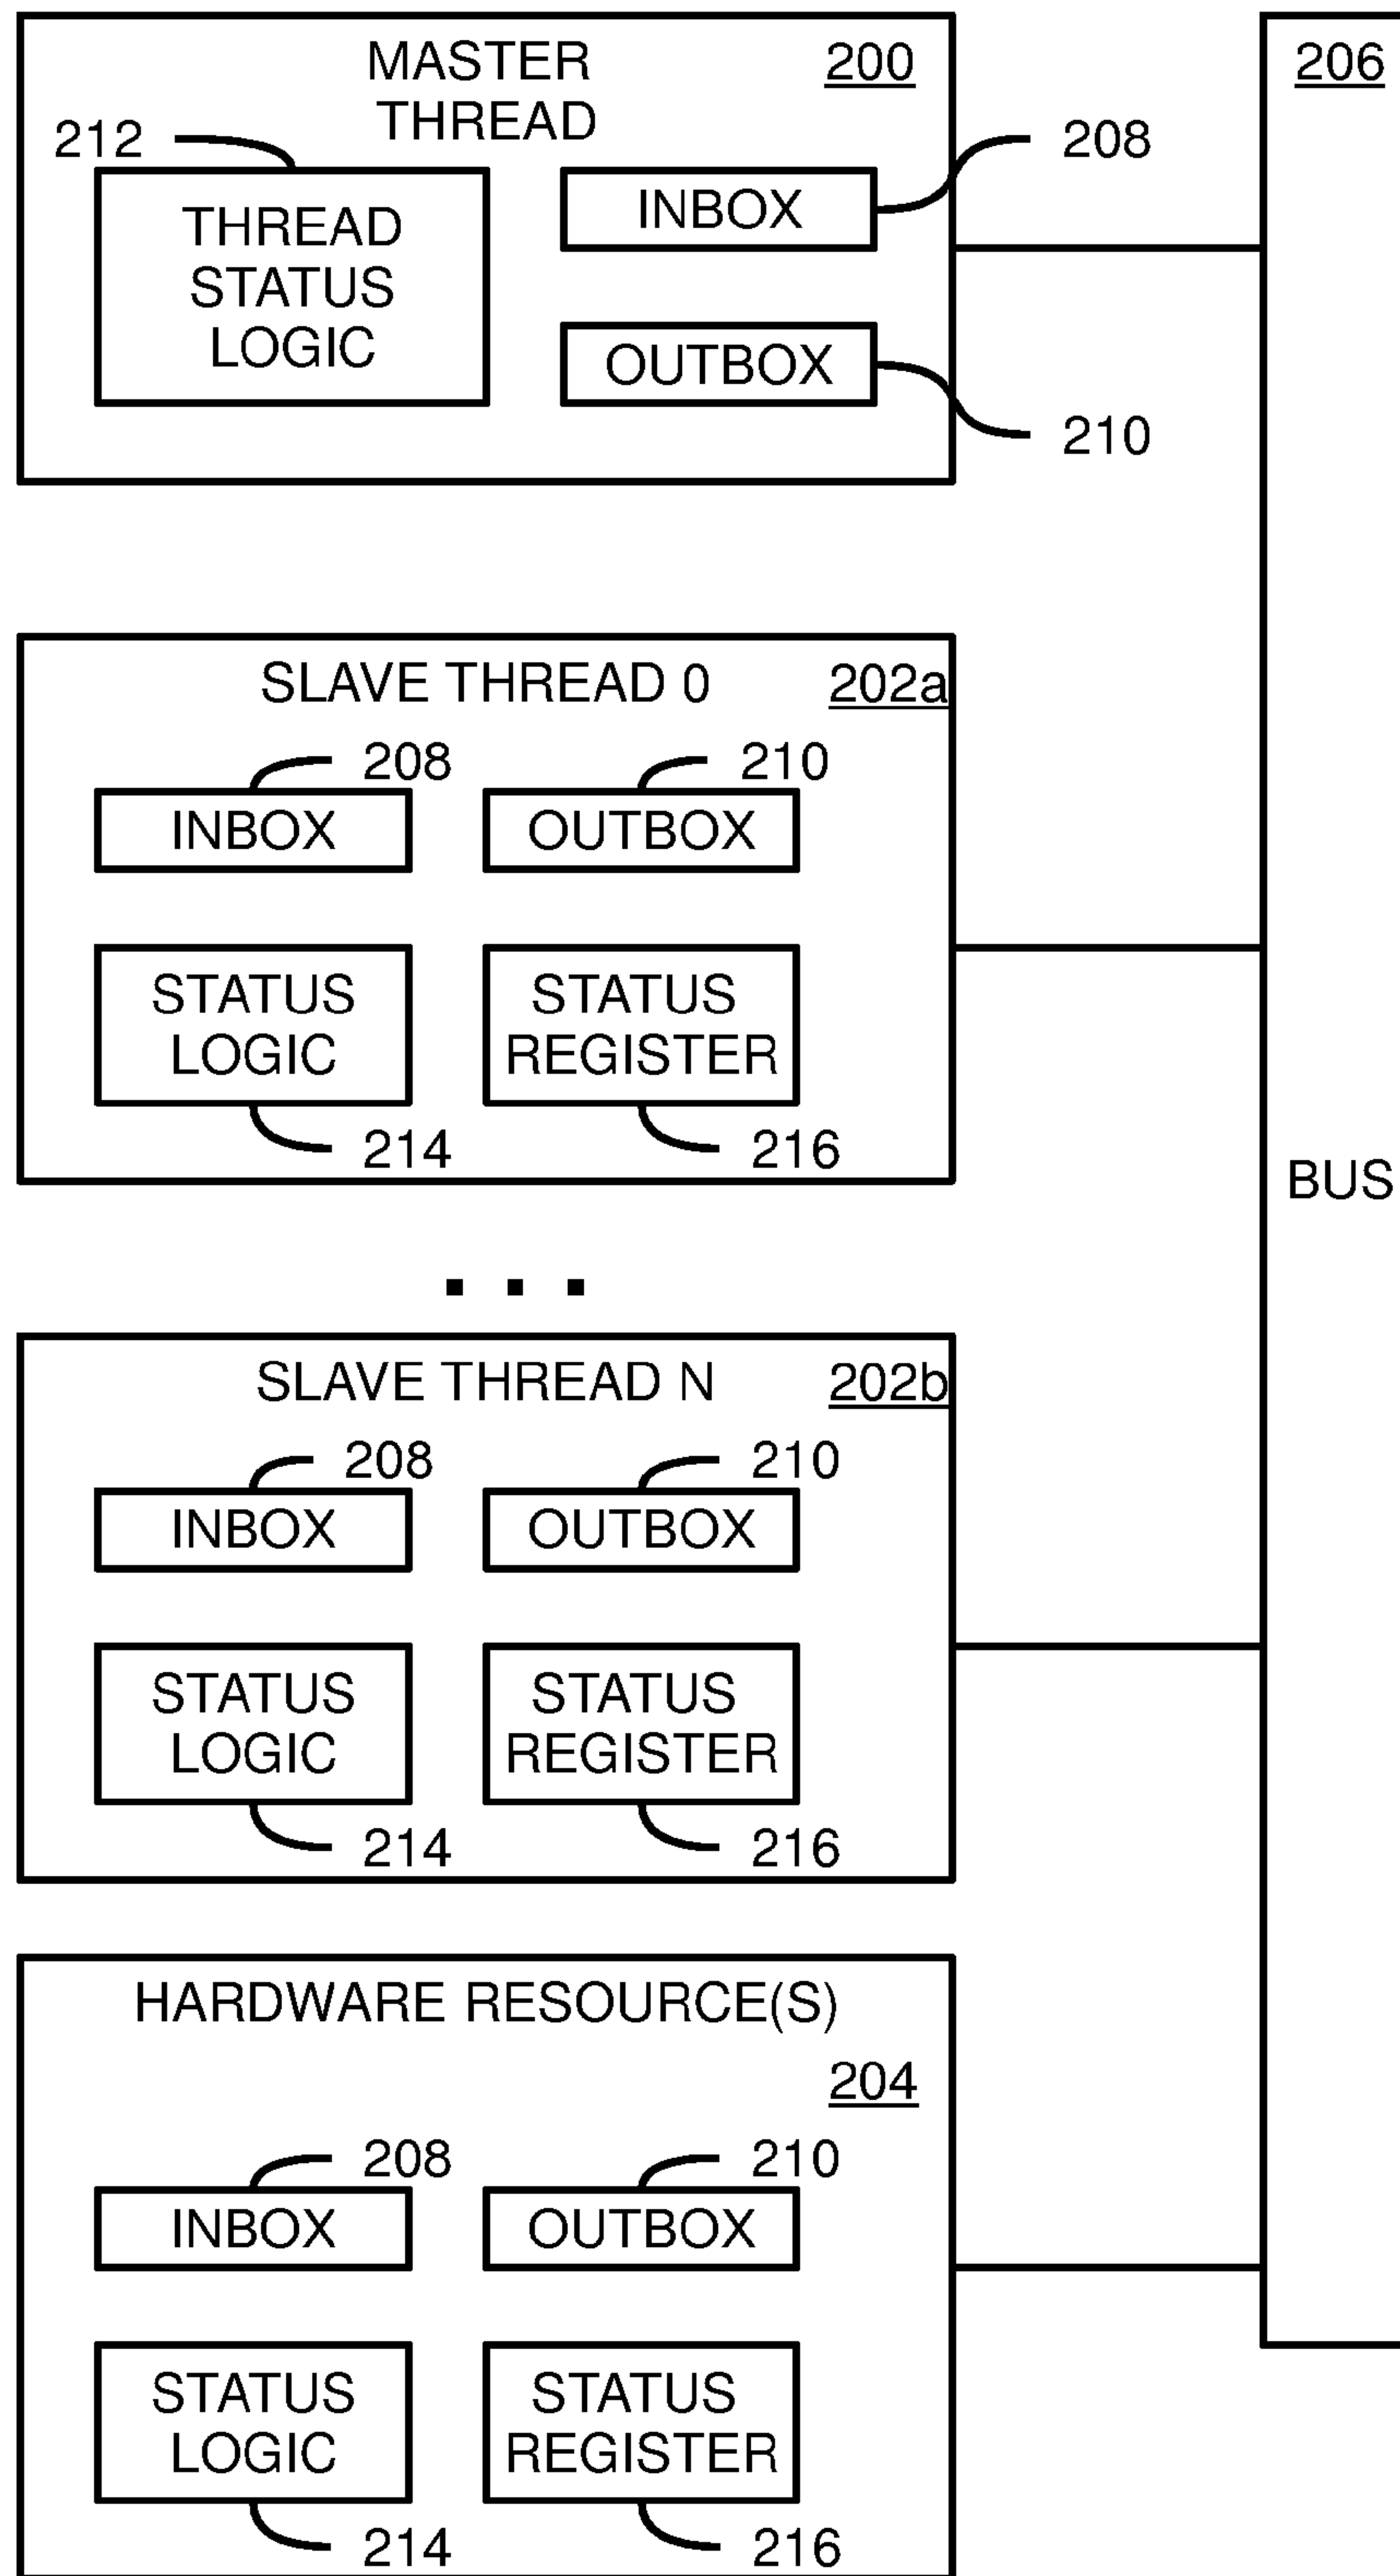 MASTER
THREAD
200
206
212
208
THREAD
STATUS
LOGIC
INBOX
OUTBOX
210
SLAVE THREAD 0
202a
208
210
INBOX
OUTBOX
STATUS
LOGIC
STATUS
REGISTER
214
216
BUS
. . .
SLAVE THREAD N
202b
208
210
INBOX
OUTBOX
STATUS
LOGIC
STATUS
REGISTER
214
216
HARDWARE RESOURCE(S)
204
208
210
INBOX
OUTBOX
STATUS
LOGIC
STATUS
REGISTER
214
216